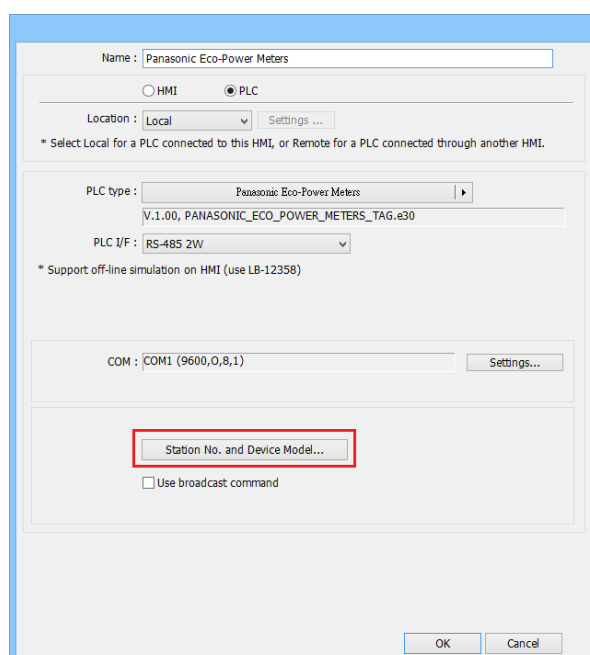 Name : Panasonic Eco-Power Meters
HMI PLC
Location : Local Settings ...
* Select Local for a PLC connected to this HMI, or Remote for a PLC connected through another HMI.
PLC type : Panasonic Eco-Power Meters
V.1.00, PANASONIC_ECO_POWER_METERS_TAG.e30
PLC I/F : RS-485 2W
* Support off-line simulation on HMI (use LB-12358)
COM : COM1 (9600,O,8,1) Settings...
Station No. and Device Model...
Use broadcast command
OK Cancel